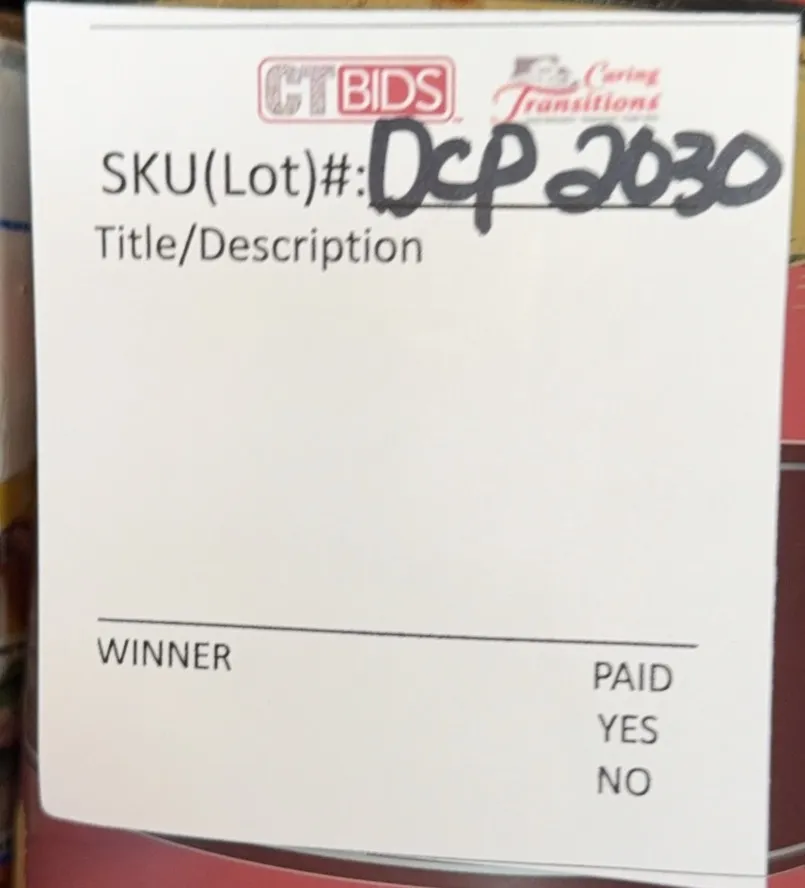 CTBIDS
Caring
Transitions
SKU(Lot)#: DCP 2030
Title/Description
WINNER
PAID
YES
NO